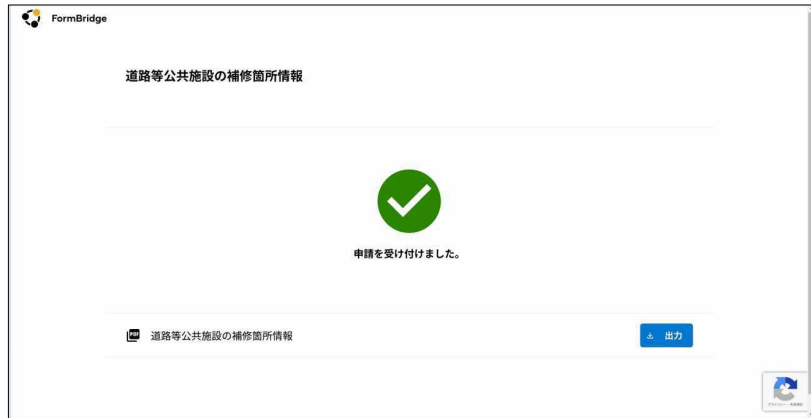 FormBridge
道路等公共施設の補修箇所情報
申請を受け付けました。
PDF
道路等公共施設の補修箇所情報
出力